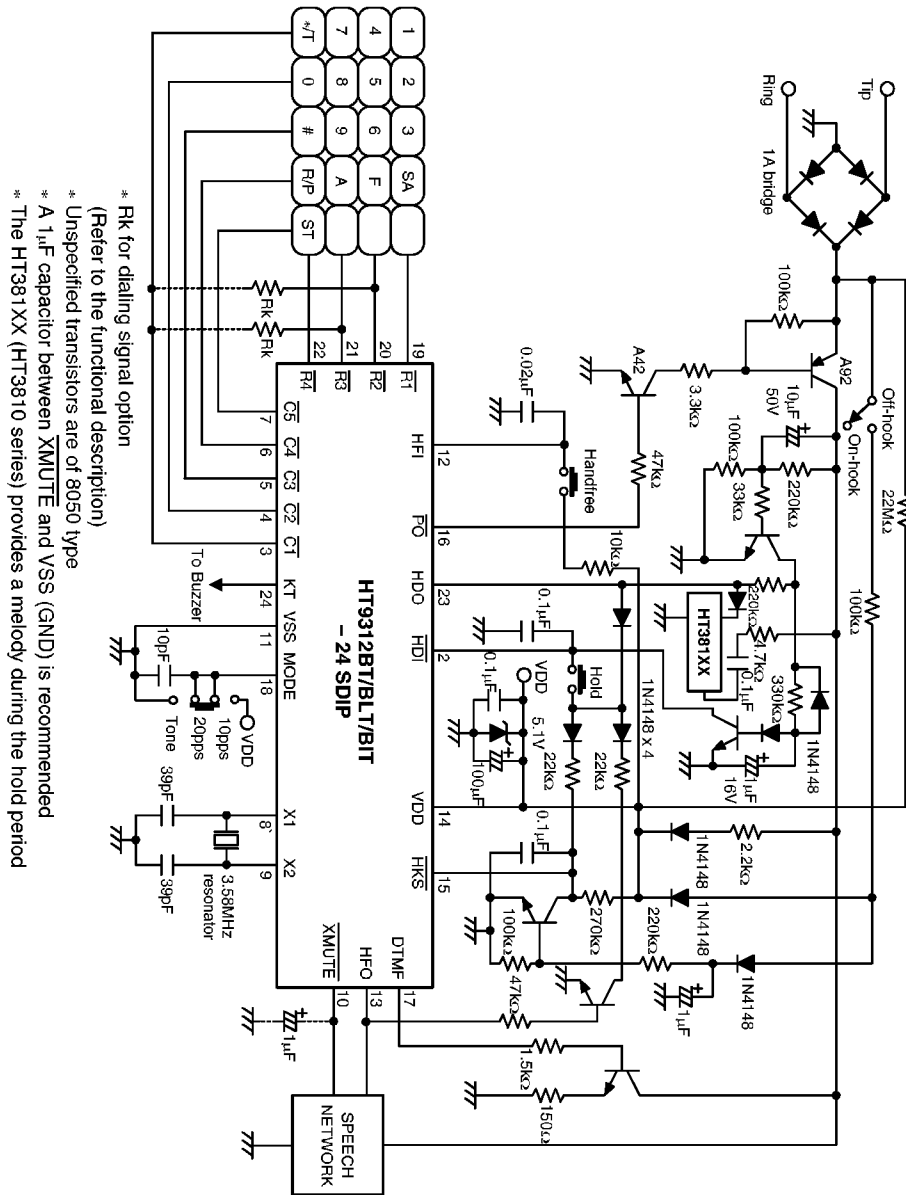 Tip
Ring
1A bridge
100kΩ
A92
Off-hook
On-hook
22MΩ
100kΩ
10µF
50V
100kΩ
33kΩ
220kΩ
3.3kΩ
A42
47kΩ
0.02µF
Handfree
10kΩ
220kΩ
HT381XX
4.7kΩ
0.1µF
330kΩ
1N4148
1µF
16V
0.1µF
Hold
1N4148 x 4
22kΩ
22kΩ
VDD
0.1µF
5.1V
100µF
0.1µF
2.2kΩ
1N4148
1N4148
1N4148
270kΩ
220kΩ
100kΩ
47kΩ
1µF
1.5kΩ
150Ω
1 2 3 SA
4 5 6 F
7 8 9 A
*/T 0 # R/P ST
Rk
Rk
19 20 21 22
R1 R2 R3 R4
7 6 5 4 3 24 11 18 8` 9
C5 C4 C3 C2 C1 KT VSS MODE X1 X2
12 16 23 2 14 15
HFI PO HDO HDI VDD HKS
17 13 10
DTMF HFO XMUTE
HT9312BT/BLT/BIT
– 24 SDIP
To Buzzer
10pF
Tone
20pps
10pps
VDD
39pF
39pF
3.58MHz
resonator
1µF
SPEECH
NETWORK
* Rk for dialing signal option
(Refer to the functional description)
* Unspecified transistors are of 8050 type
* A 1µF capacitor between XMUTE and VSS (GND) is recommended
* The HT381XX (HT3810 series) provides a melody during the hold period